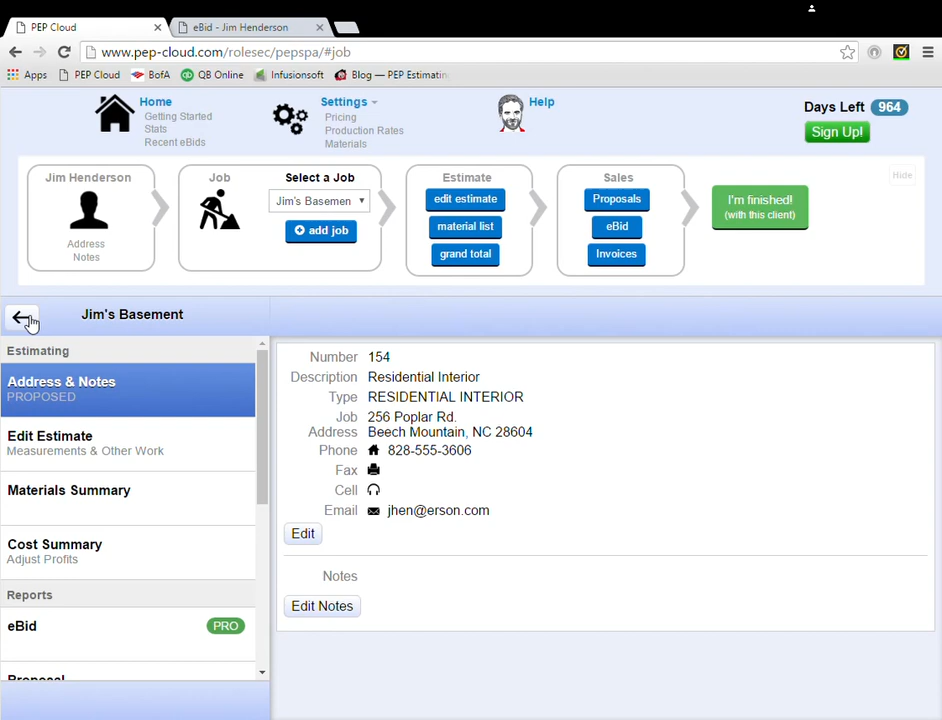 PEP Cloud
eBid - Jim Henderson
www.pep-cloud.com/rolesec/pepspa/#job
Apps PEP Cloud BofA QB Online Infusionsoft Blog — PEP Estimatin
Home
Getting Started
Stats
Recent eBids
Settings
Pricing
Production Rates
Materials
Help
Days Left 964
Sign Up!
Jim Henderson
Address
Notes
Job
Select a Job
Jim's Basemen
add job
Estimate
edit estimate
material list
grand total
Sales
Proposals
eBid
Invoices
I'm finished!
(with this client)
Hide
Jim's Basement
Estimating
Address & Notes
PROPOSED
Edit Estimate
Measurements & Other Work
Materials Summary
Cost Summary
Adjust Profits
Reports
eBid PRO
Proposal
Number 154
Description Residential Interior
Type RESIDENTIAL INTERIOR
Job 256 Poplar Rd.
Address Beech Mountain, NC 28604
Phone 828-555-3606
Fax
Cell
Email jhen@erson.com
Edit
Notes
Edit Notes